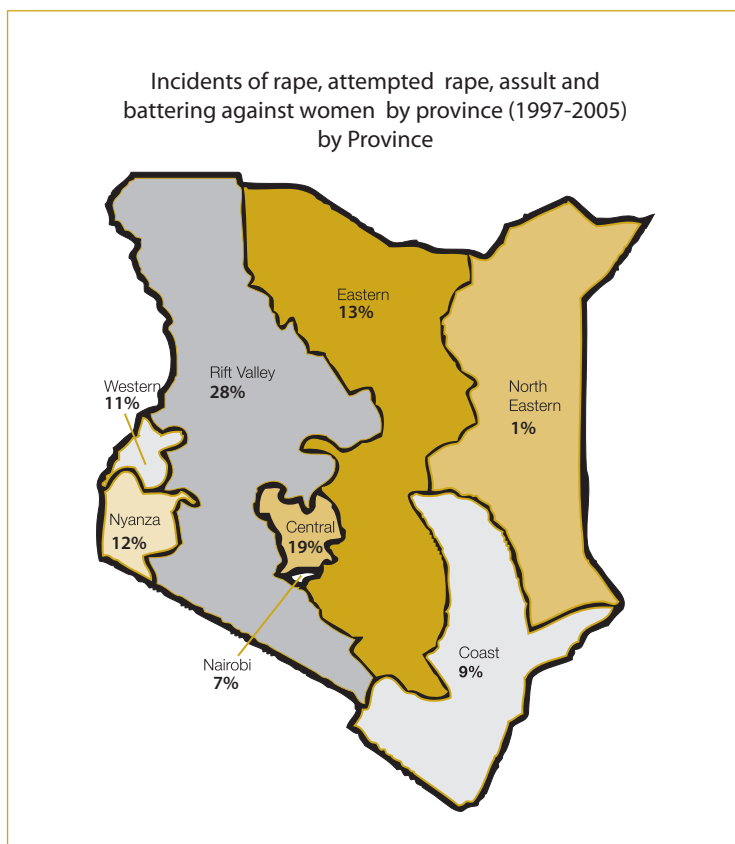 Incidents of rape, attempted rape, assult and
battering against women by province (1997-2005)
by Province
Eastern
13%
Rift Valley
28%
Western
11%
North
Eastern
1%
Nyanza
12%
Central
19%
Nairobi
7%
Coast
9%